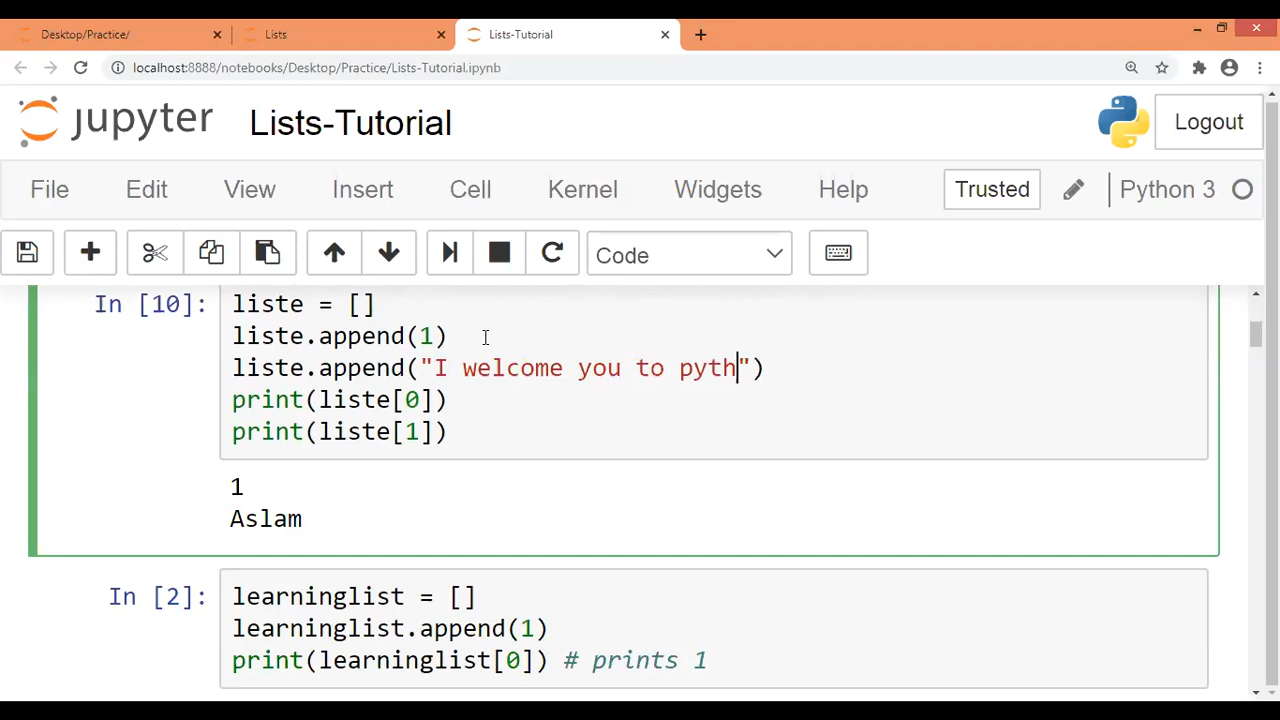 Desktop/Practice/ Lists Lists-Tutorial
localhost:8888/notebooks/Desktop/Practice/Lists-Tutorial.ipynb
jupyter Lists-Tutorial Logout
File Edit View Insert Cell Kernel Widgets Help Trusted Python 3
Code
In [10]: liste = []
liste.append(1)
liste.append("I welcome you to pyth")
print(liste[0])
print(liste[1])
1
Aslam
In [2]: learninglist = []
learninglist.append(1)
print(learninglist[0]) # prints 1